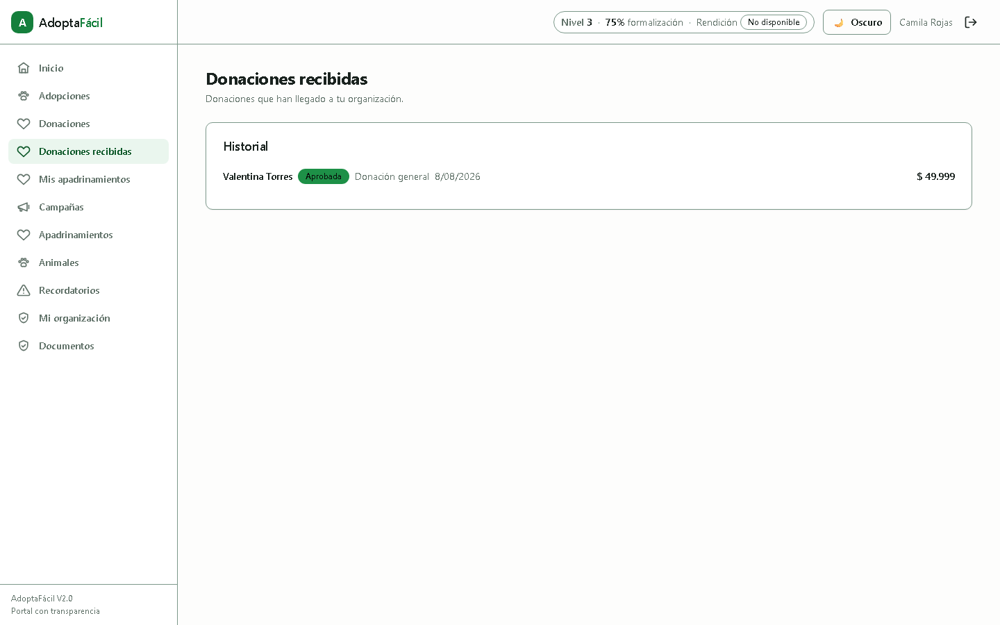 A AdoptaFácil
Nivel 3 · 75% formalización · Rendición No disponible
Oscuro
Camila Rojas
Inicio
Adopciones
Donaciones
Donaciones recibidas
Mis apadrinamientos
Campañas
Apadrinamientos
Animales
Recordatorios
Mi organización
Documentos
AdoptaFácil V2.0
Portal con transparencia
Donaciones recibidas
Donaciones que han llegado a tu organización.
Historial
Valentina Torres Aprobada Donación general 8/08/2026 $ 49.999